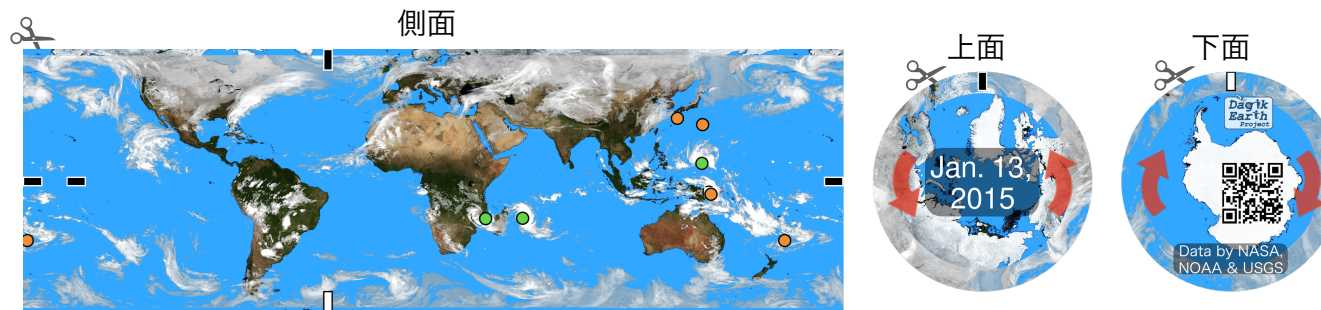 側面
上面
Jan. 13,
2015
下面
Dagik
Earth
Project
Data by NASA,
NOAA & USGS